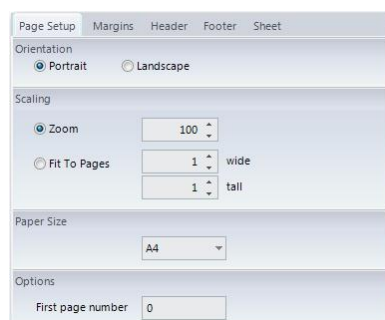 Page Setup Margins Header Footer Sheet
Orientation
Portrait Landscape
Scaling
Zoom 100
Fit To Pages 1 wide
1 tall
Paper Size
A4
Options
First page number 0